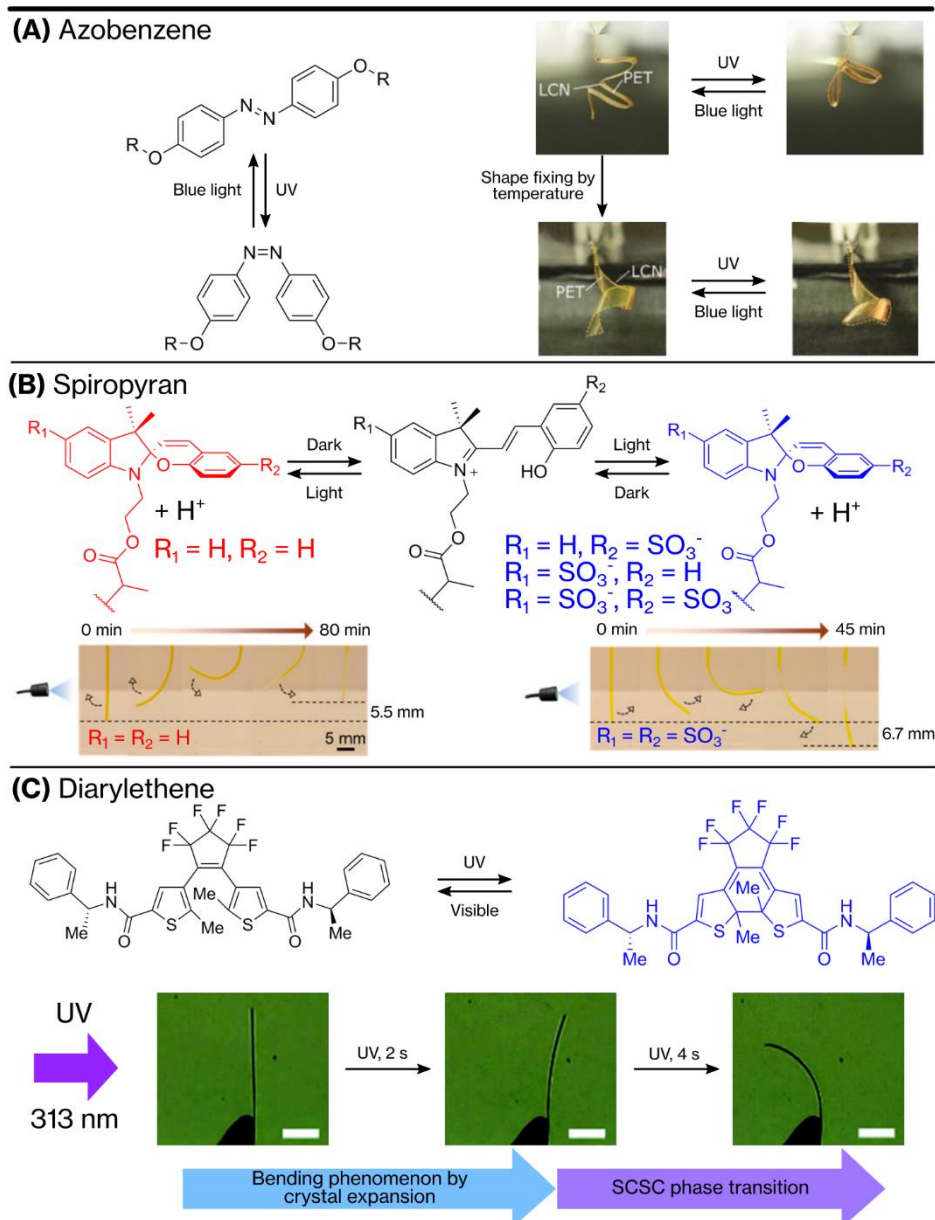 (A) Azobenzene
R
O
N=N
O
R
Blue light
UV
N=N
R-O
O-R
LCN
PET
UV
Blue light
Shape fixing by
temperature
PET
LCN
UV
Blue light
(B) Spiropyran
R1
N
O
R2
+ H+
O
O
R1 = H, R2 = H
Dark
Light
R1
N
+
HO
R2
O
O
Light
Dark
R1
N
O
R2
+ H+
O
O
R1 = H, R2 = SO3-
R1 = SO3-, R2 = H
R1 = SO3-, R2 = SO3
0 min
80 min
5.5 mm
R1 = R2 = H
5 mm
0 min
45 min
R1 = R2 = SO3-
6.7 mm
(C) Diarylethene
F F
F F
F F
H
N
Me
O
S
Me
Me
S
O
H
N
Me
UV
Visible
F F
F F
F F
H
N
Me
O
S
Me
Me
S
O
H
N
Me
UV
313 nm
UV, 2 s
UV, 4 s
Bending phenomenon by
crystal expansion
SCSC phase transition